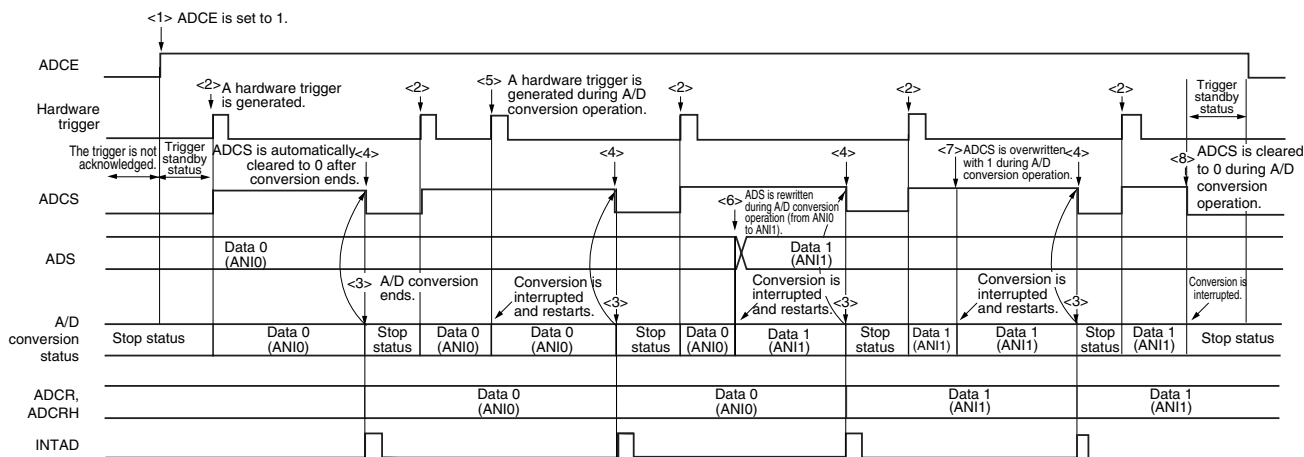 <1> ADCE is set to 1.
ADCE
<2> A hardware trigger
is generated.
<2>
<5> A hardware trigger is
generated during A/D
conversion operation.
<2>
<2>
<2>
Trigger
standby
status
Hardware
trigger
The trigger is not
acknowledged.
Trigger
standby
status
ADCS is automatically
cleared to 0 after
conversion ends.
<4>
<4>
<4>
<7> ADCS is overwritten
with 1 during A/D
conversion operation.
<4>
<8> ADCS is cleared
to 0 during A/D
conversion
operation.
ADCS
<6> ADS is rewritten
during A/D conversion
operation (from ANI0
to ANI1).
ADS
Data 0
(ANI0)
Data 1
(ANI1)
<3> A/D conversion
ends.
Conversion is
interrupted
and restarts.
<3>
Conversion is
interrupted
and restarts.
<3>
Conversion is
interrupted
and restarts.
<3>
Conversion is
interrupted.
A/D
conversion
status
Stop status
Data 0
(ANI0)
Stop
status
Data 0
(ANI0)
Data 0
(ANI0)
Stop
status
Data 0
(ANI0)
Data 1
(ANI1)
Stop
status
Data 1
(ANI1)
Data 1
(ANI1)
Stop
status
Data 1
(ANI1)
Stop status
ADCR,
ADCRH
Data 0
(ANI0)
Data 0
(ANI0)
Data 1
(ANI1)
Data 1
(ANI1)
INTAD